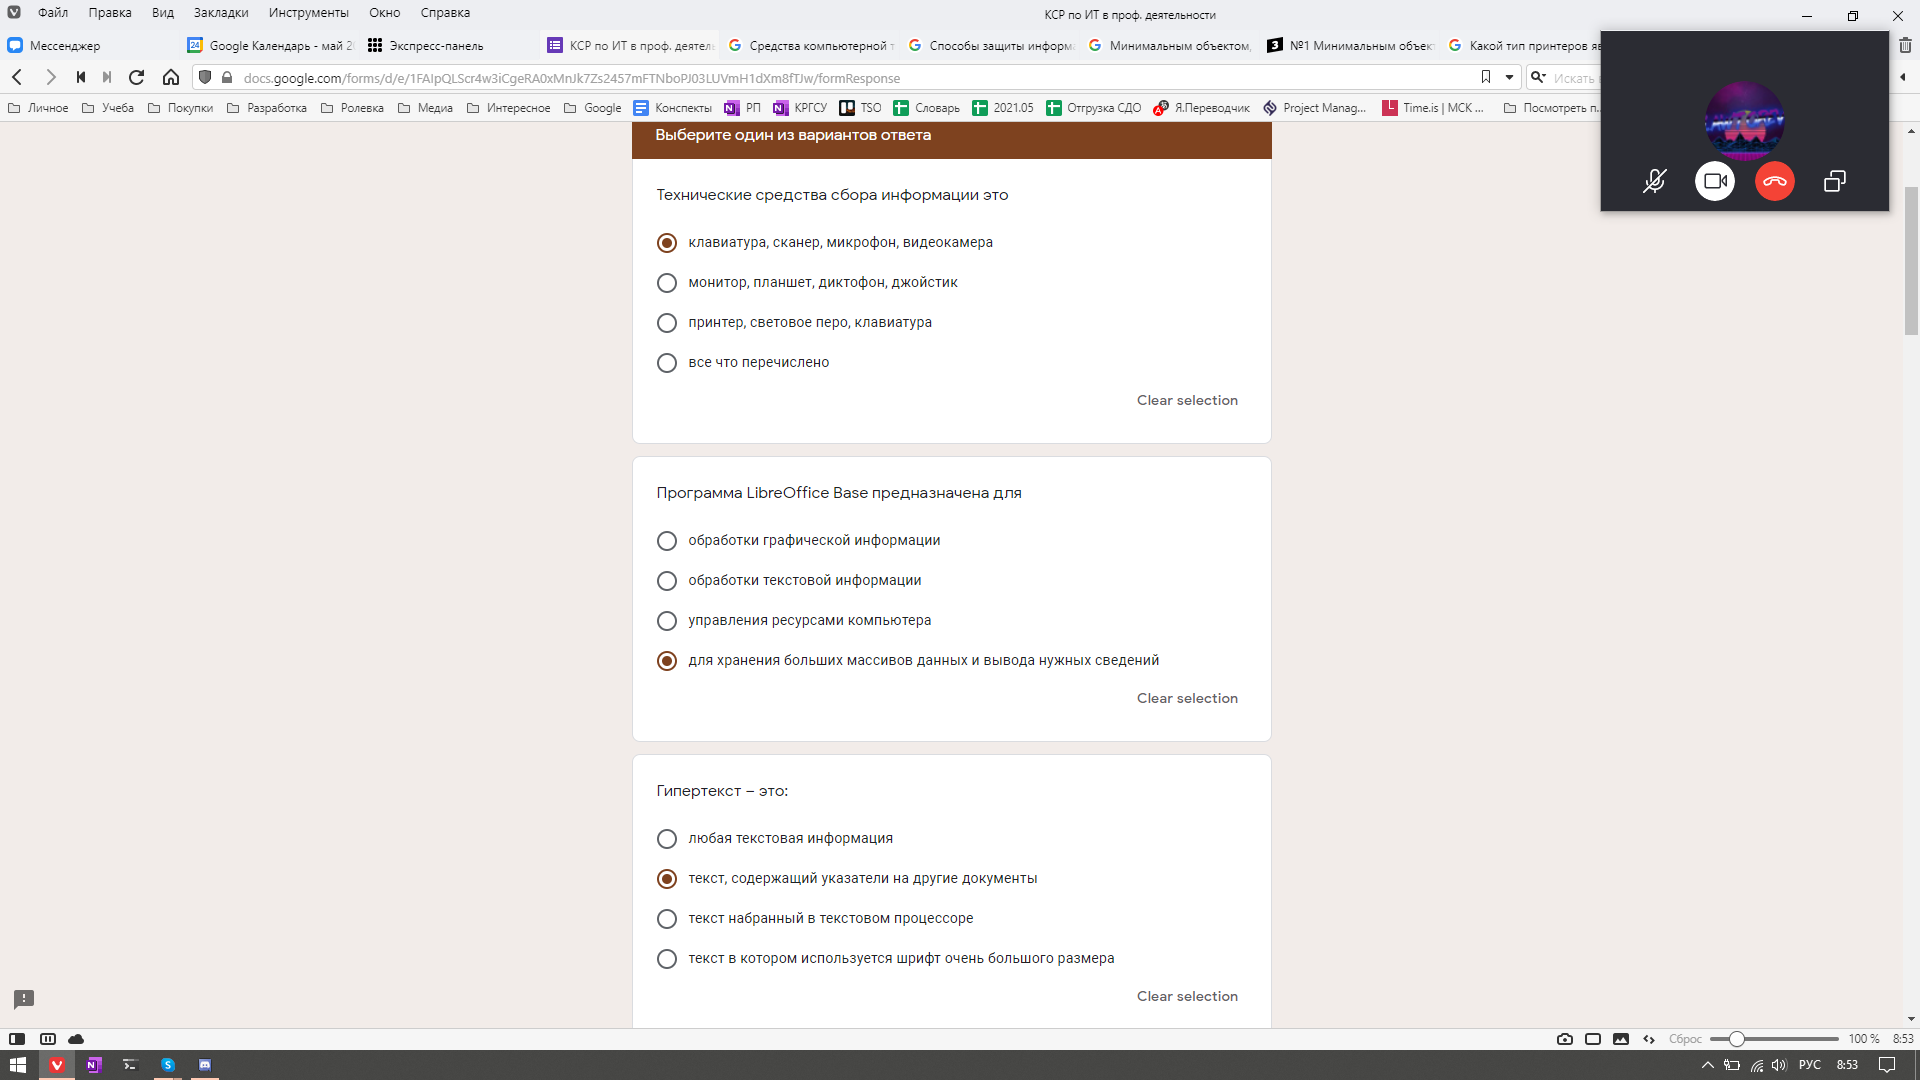 Файл Правка Вид Закладки Инструменты Окно Справка
КСР по ИТ в проф. деятельности
Мессенджер
Google Календарь - май 2
Экспресс-панель
КСР по ИТ в проф. деятел
Средства компьютерной
Способы защиты информ
Минимальным объектом,
3 №1 Минимальным объек
Какой тип принтеров
docs.google.com/forms/d/e/1FAIpQLScr4w3iCgeRA0xMnJk7Zs2457mFTNboPJ03LUVmH1dXm8fTJw/formResponse
Искать
Личное Учеба Покупки Разработка Ролевка Медиа Интересное Google Конспекты РП КРГСУ TSO Словарь 2021.05 Отгрузка СДО Я.Переводчик Project Manag... Time.is | МСК ... Посмотреть п...
Выберите один из вариантов ответа
Технические средства сбора информации это
клавиатура, сканер, микрофон, видеокамера
монитор, планшет, диктофон, джойстик
принтер, световое перо, клавиатура
все что перечислено
Clear selection
Программа LibreOffice Base предназначена для
обработки графической информации
обработки текстовой информации
управления ресурсами компьютера
для хранения больших массивов данных и вывода нужных сведений
Clear selection
Гипертекст – это:
любая текстовая информация
текст, содержащий указатели на другие документы
текст набранный в текстовом процессоре
текст в котором используется шрифт очень большого размера
Clear selection
Сброс 100 % 8:53
РУС 8:53